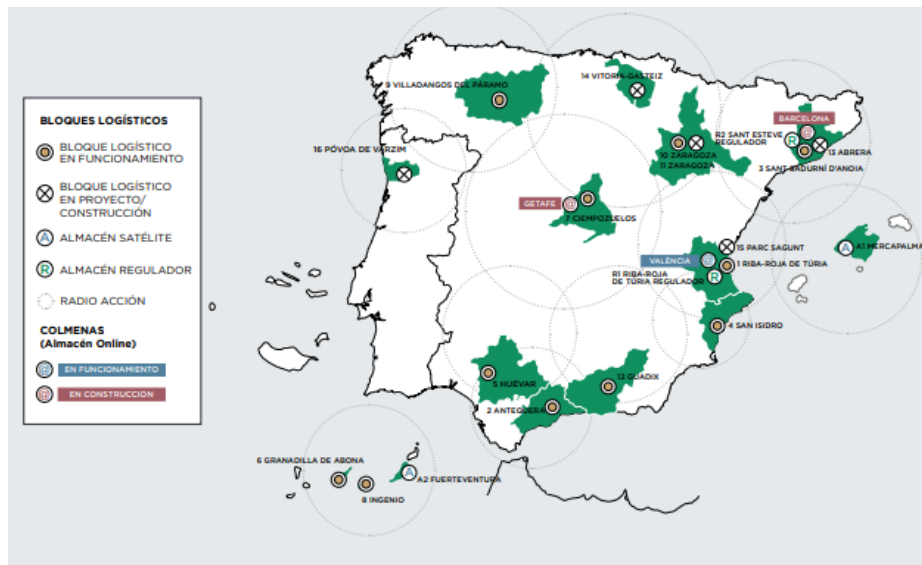 BLOQUES LOGÍSTICOS
BLOQUE LOGÍSTICO
EN FUNCIONAMIENTO
BLOQUE LOGÍSTICO
EN PROYECTO/
CONSTRUCCIÓN
A
ALMACÉN SATÉLITE
R
ALMACÉN REGULADOR
RADIO ACCIÓN
COLMENAS
(Almacén Online)
@ EN FUNCIONAMIENTO
@ EN CONSTRUCCION
14 VITORIA-GASTEIZ
9 VILLADANGOS DEL PÁRAMO
BARCELONA
@
R2 SANT ESTEVE
REGULADOR
R
13 ABRERA
16 PÓVOA DE VARZIM
10 ZARAGOZA
11 ZARAGOZA
3 SANT SADURNÍ D'ANOIA
GETAFE @
7 CIEMPOZUELOS
15 PARC SAGUNT
A A1 MERCAPALMA
VALÈNCIA @
1 RIBA-ROJA DE TÚRIA
R1 RIBA-ROJA
DE TÚRIA REGULADOR
R
4 SAN ISIDRO
5 HUÉVAR
12 GUADIX
2 ANTEQUERA
6 GRANADILLA DE ABONA
A
A2 FUERTEVENTURA
8 INGENIO